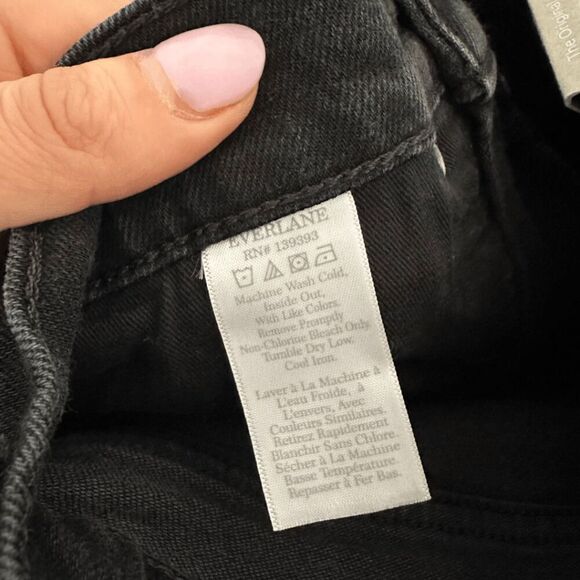 The Original
EVERLANE
RN# 139393
Machine Wash Cold,
Inside Out,
With Like Colors.
Remove Promptly
Non-Chlorine Bleach Only.
Tumble Dry Low.
Cool Iron.
Laver à La Machine à
L'eau Froide, à
L'envers, Avec
Couleurs Similaires.
Retirez Rapidement
Blanchir Sans Chlore.
Sécher à La Machine
Basse Température
Repasser à Fer Bas.